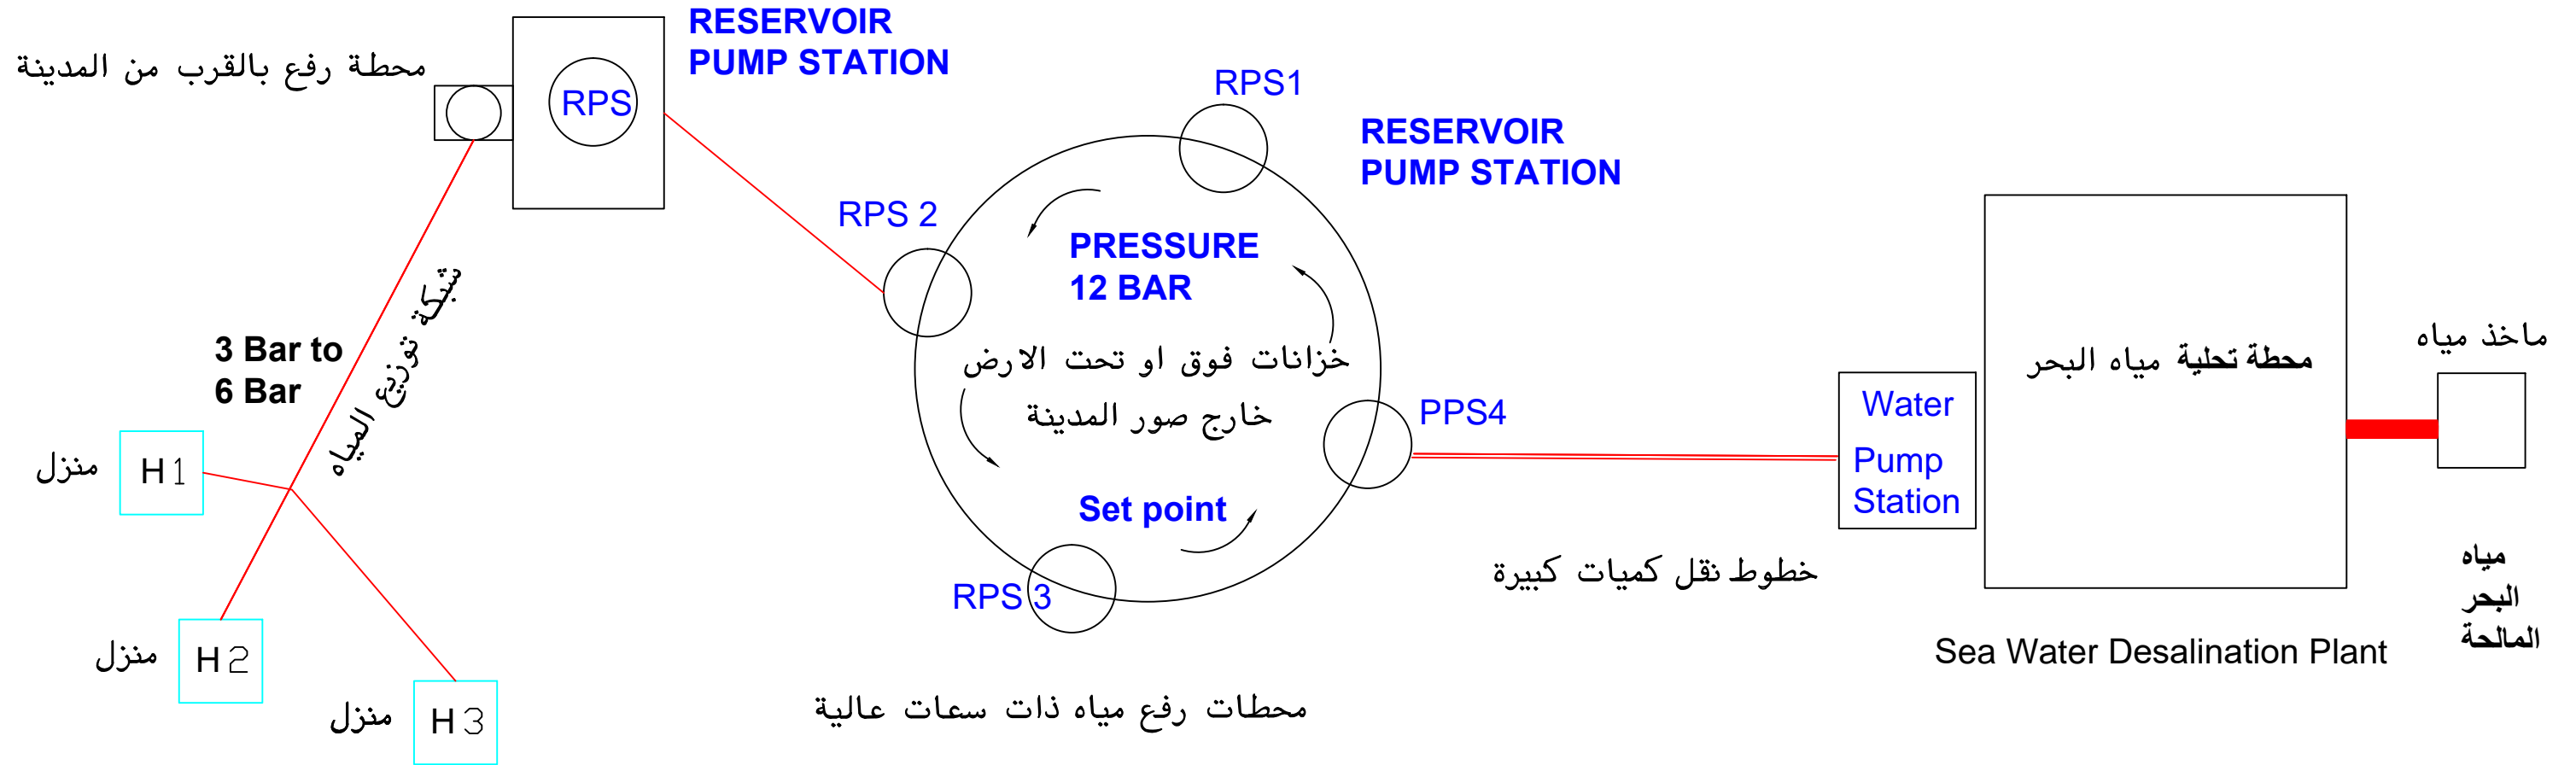 RESERVOIR
PUMP STATION
محطة رفع بالقرب من المدينة
RPS
RPS1
RESERVOIR
PUMP STATION
RPS 2
PRESSURE
12 BAR
خزانات فوق او تحت الارض
خارج صور المدينة
Set point
RPS 3
PPS4
محطات رفع مياه ذات سعات عالية
شبكة توزيع المياه
3 Bar to
6 Bar
منزل
H1
منزل
H2
منزل
H3
خطوط نقل كميات كبيرة
Water
Pump
Station
محطة تحلية مياه البحر
Sea Water Desalination Plant
ماخذ مياه
مياه
البحر
المالحة